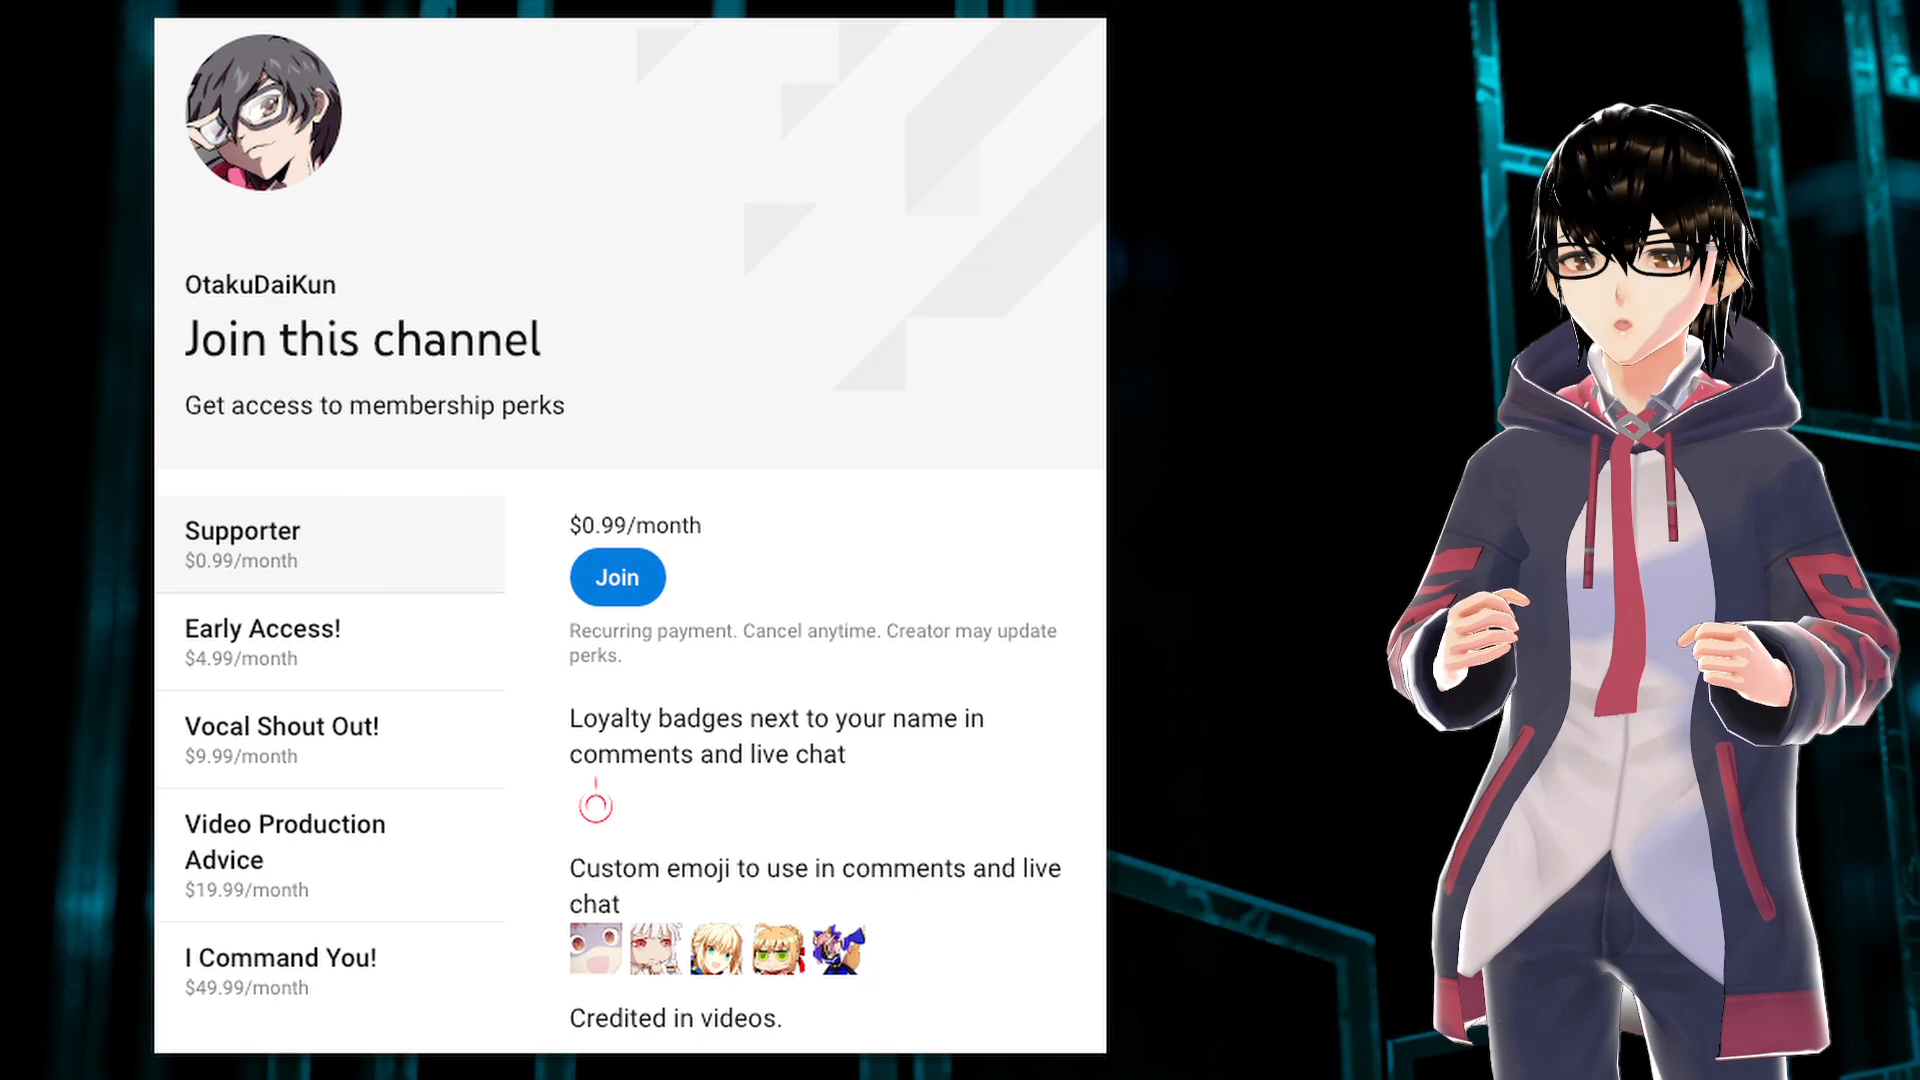 OtakuDaiKun
Join this channel
Get access to membership perks
Supporter
$0.99/month
Early Access!
$4.99/month
Vocal Shout Out!
$9.99/month
Video Production
Advice
$19.99/month
I Command You!
$49.99/month
$0.99/month
Join
Recurring payment. Cancel anytime. Creator may update
perks.
Loyalty badges next to your name in
comments and live chat
Custom emoji to use in comments and live
chat
Credited in videos.